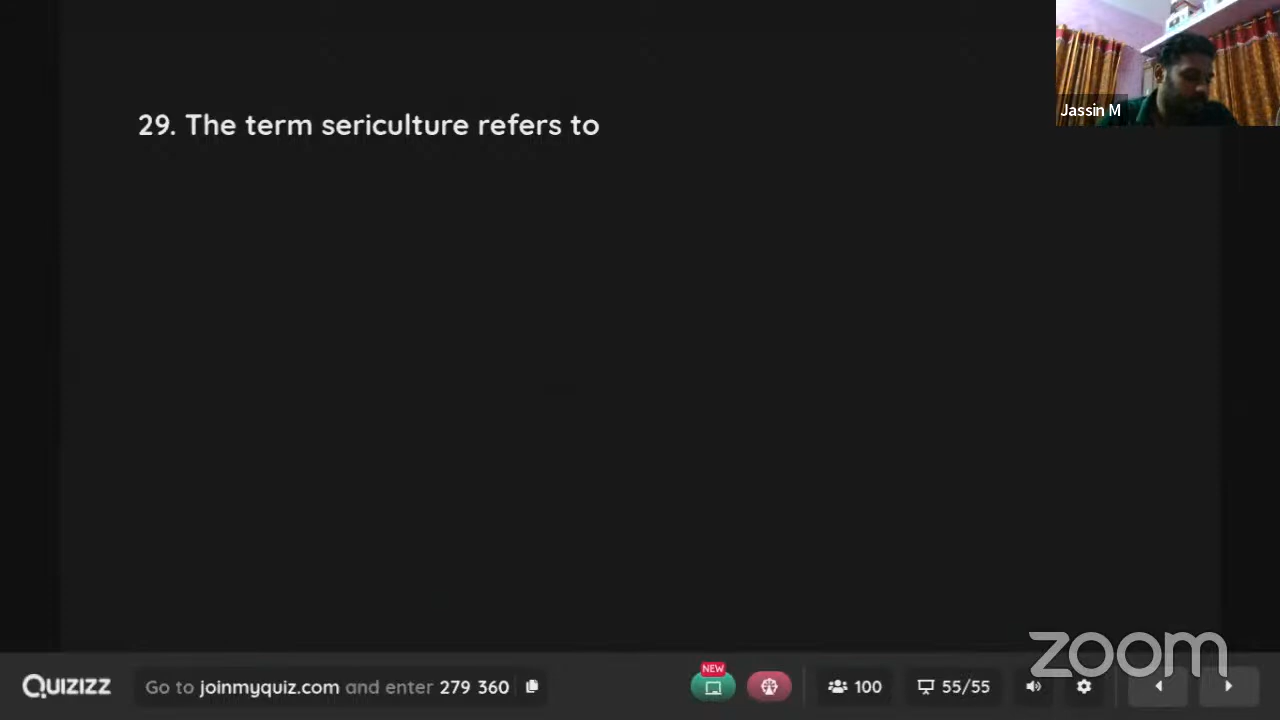 29. The term sericulture refers to
Jassin M
zoom
NEW
Quizizz
Go to joinmyquiz.com and enter 279 360
100
55/55